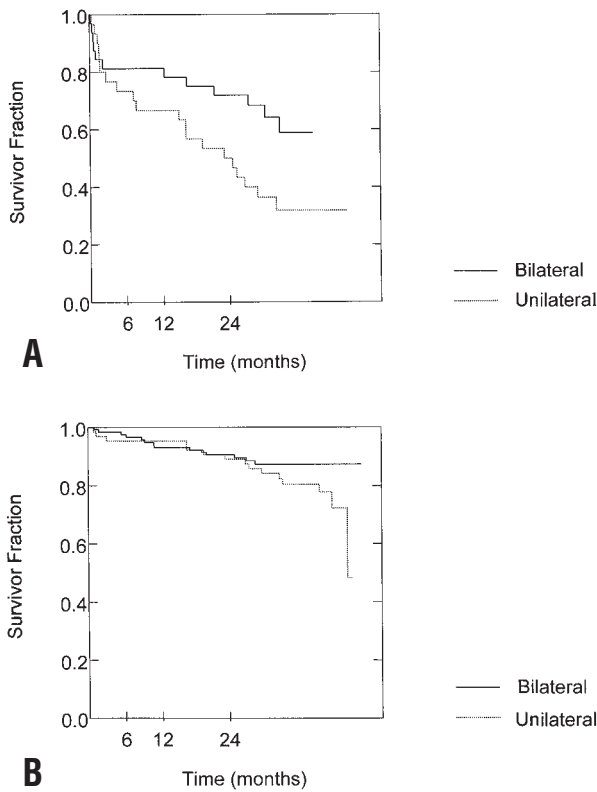 1.0
0.8
0.6
0.4
0.2
0.0
Survivor Fraction
6 12 24
Time (months)
Bilateral
Unilateral
A
1.0
0.8
0.6
0.4
0.2
0.0
Survivor Fraction
6 12 24
Time (months)
Bilateral
Unilateral
B